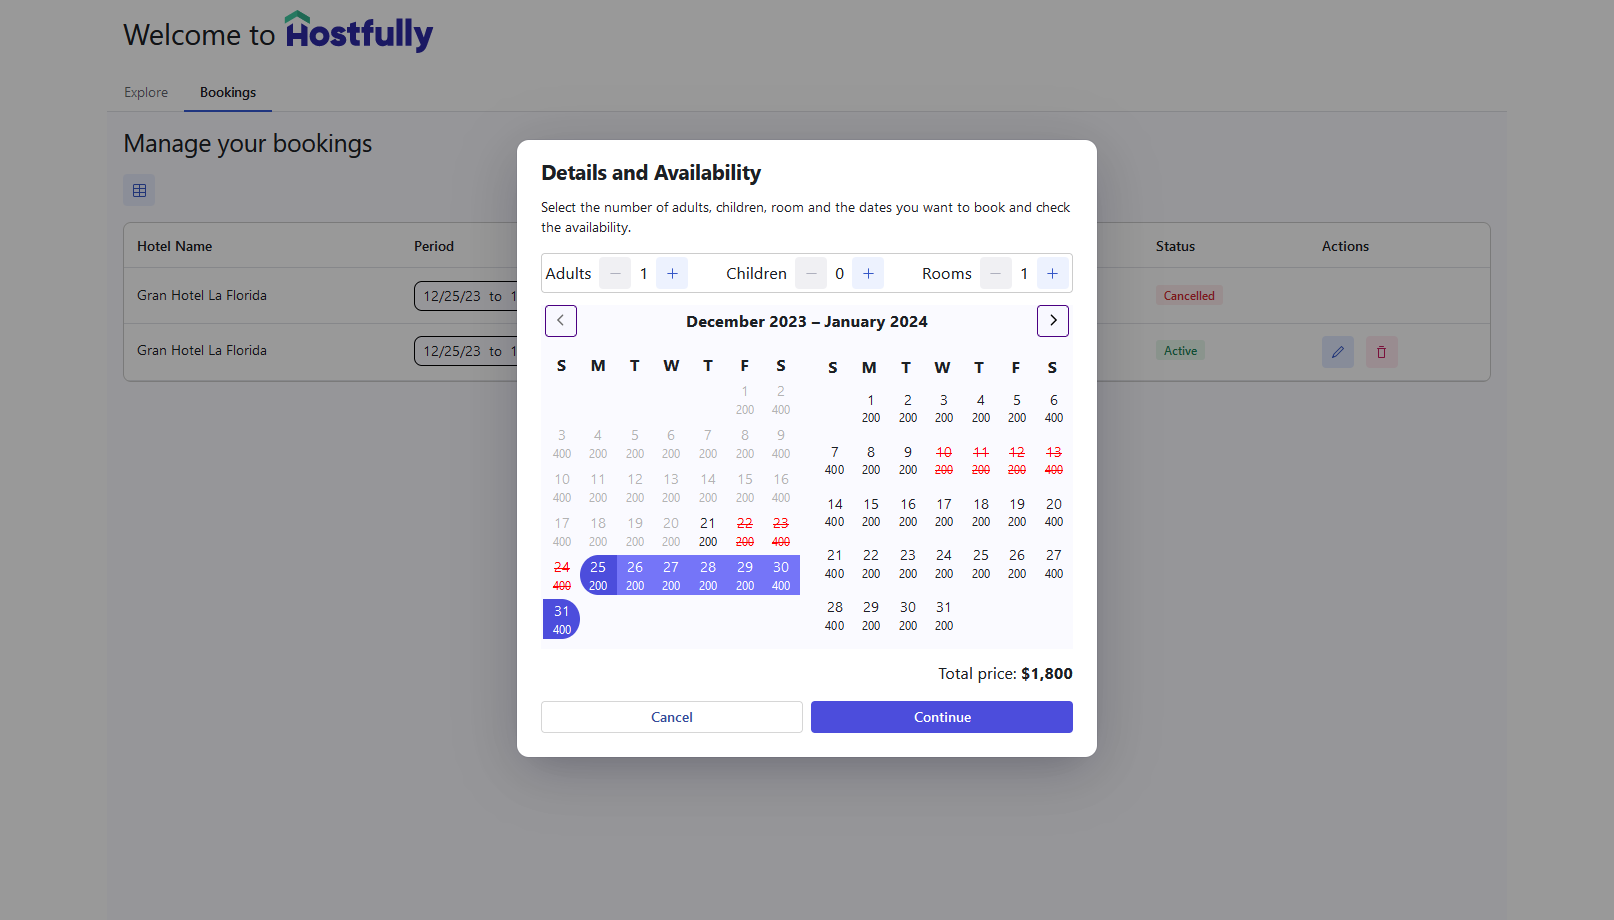 Welcome to Hostfully
Explore Bookings
Manage your bookings
Hotel Name Period Status Actions
Gran Hotel La Florida 12/25/23 to 1 Cancelled
Gran Hotel La Florida 12/25/23 to 1 Active
Details and Availability
Select the number of adults, children, room and the dates you want to book and check
the availability.
Adults − 1 + Children − 0 + Rooms − 1 +
December 2023 – January 2024
S M T W T F S
1 2
200 400
3 4 5 6 7 8 9
400 200 200 200 200 200 400
10 11 12 13 14 15 16
400 200 200 200 200 200 400
17 18 19 20 21 22 23
400 200 200 200 200 200 400
24 25 26 27 28 29 30
400 200 200 200 200 200 400
31
400
S M T W T F S
1 2 3 4 5 6
200 200 200 200 200 400
7 8 9 10 11 12 13
400 200 200 200 200 200 400
14 15 16 17 18 19 20
400 200 200 200 200 200 400
21 22 23 24 25 26 27
400 200 200 200 200 200 400
28 29 30 31
400 200 200 200
Total price: $1,800
Cancel Continue